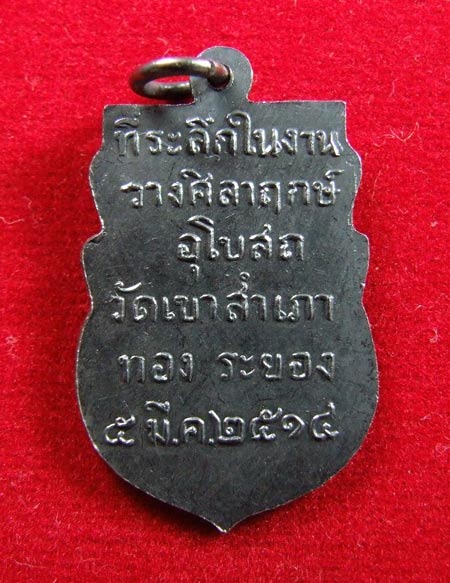 ที่ระลึกในงาน
วางศิลาฤกษ์
อุโบสถ
วัดเขาสำเภา
ทอง ระยอง
๕ มี.ค.๒๕๑๔